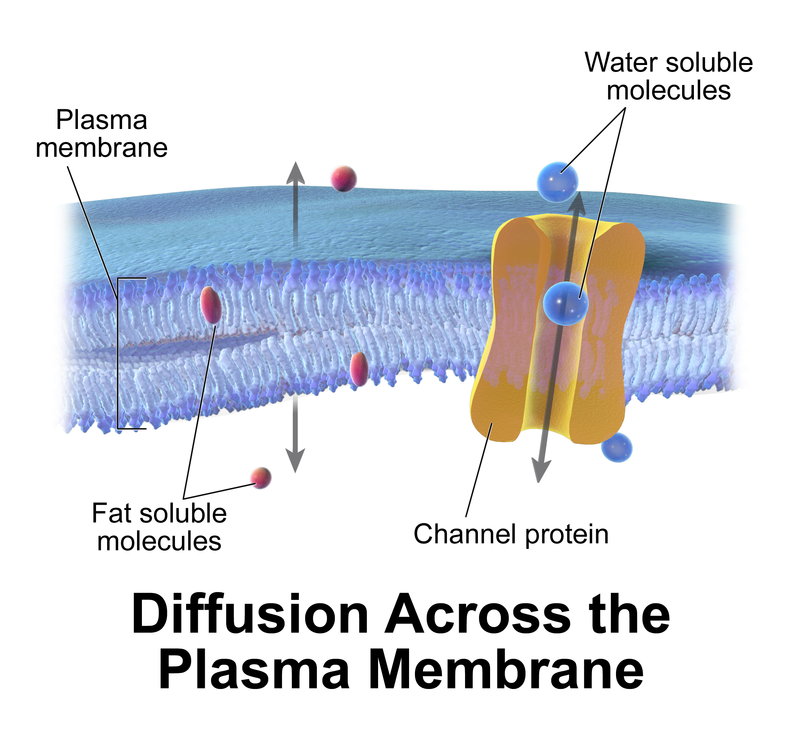 Water soluble
molecules
Plasma
membrane
Fat soluble
molecules
Channel protein
Diffusion Across the
Plasma Membrane